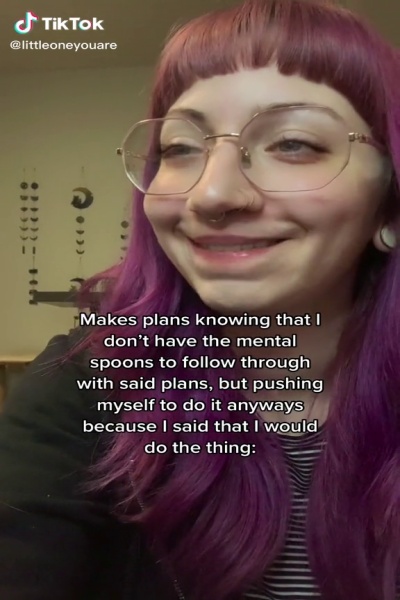 TikTok
@littleoneyouare
Makes plans knowing that I
don't have the mental
spoons to follow through
with said plans, but pushing
myself to do it anyways
because I said that I would
do the thing: